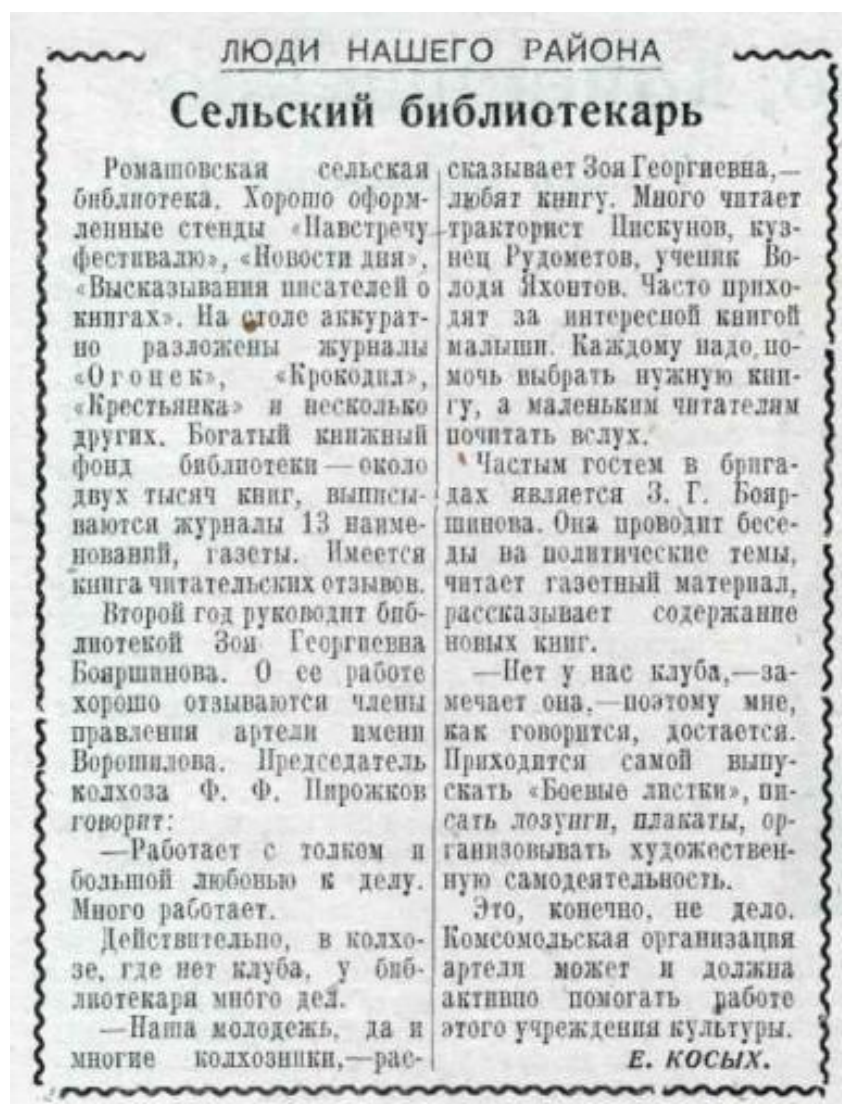 ЛЮДИ НАШЕГО РАЙОНА
Сельский библиотекарь
Ромашовская сельская
библиотека. Хорошо оформ-
ленные стенды «Навстречу
фестивалю», «Новости дня»,
«Высказывания писателей о
книгах». На столе аккурат-
но разложены журналы
«Огонек», «Крокодил»,
«Крестьянка» и несколько
других. Богатый книжный
фонд библиотеки — около
двух тысяч книг, выписы-
ваются журналы 13 наиме-
нований, газеты. Имеется
книга читательских отзывов.
Второй год руководит биб-
лиотекой Зоя Георгиевна
Бояршинова. О ее работе
хорошо отзываются члены
правления артели имени
Ворошилова. Председатель
колхоза Ф. Ф. Пирожков
говорит:
—Работает с толком и
большой любовью к делу.
Много работает.
Действительно, в колхо-
зе, где нет клуба, у биб-
лиотекаря много дел.
—Наша молодежь, да и
многие колхозники,—рас-
сказывает Зоя Георгиевна,—
любят книгу. Много читает
тракторист Пискунов, куз-
нец Рудометов, ученик Во-
лодя Яхонтов. Часто прихо-
дят за интересной книгой
малыши. Каждому надо по-
мочь выбрать нужную кни-
гу, а маленьким читателям
почитать вслух.
Частым гостем в брига-
дах является З. Г. Бояр-
шинова. Она проводит бесе-
ды на политические темы,
читает газетный материал,
рассказывает содержание
новых книг.
—Нет у нас клуба,—за-
мечает она,—поэтому мне,
как говорится, достается.
Приходится самой выпу-
скать «Боевые листки», пи-
сать лозунги, плакаты, ор-
ганизовывать художествен-
ную самодеятельность.
Это, конечно, не дело.
Комсомольская организация
артели может и должна
активно помогать работе
этого учреждения культуры.
Е. КОСЫХ.